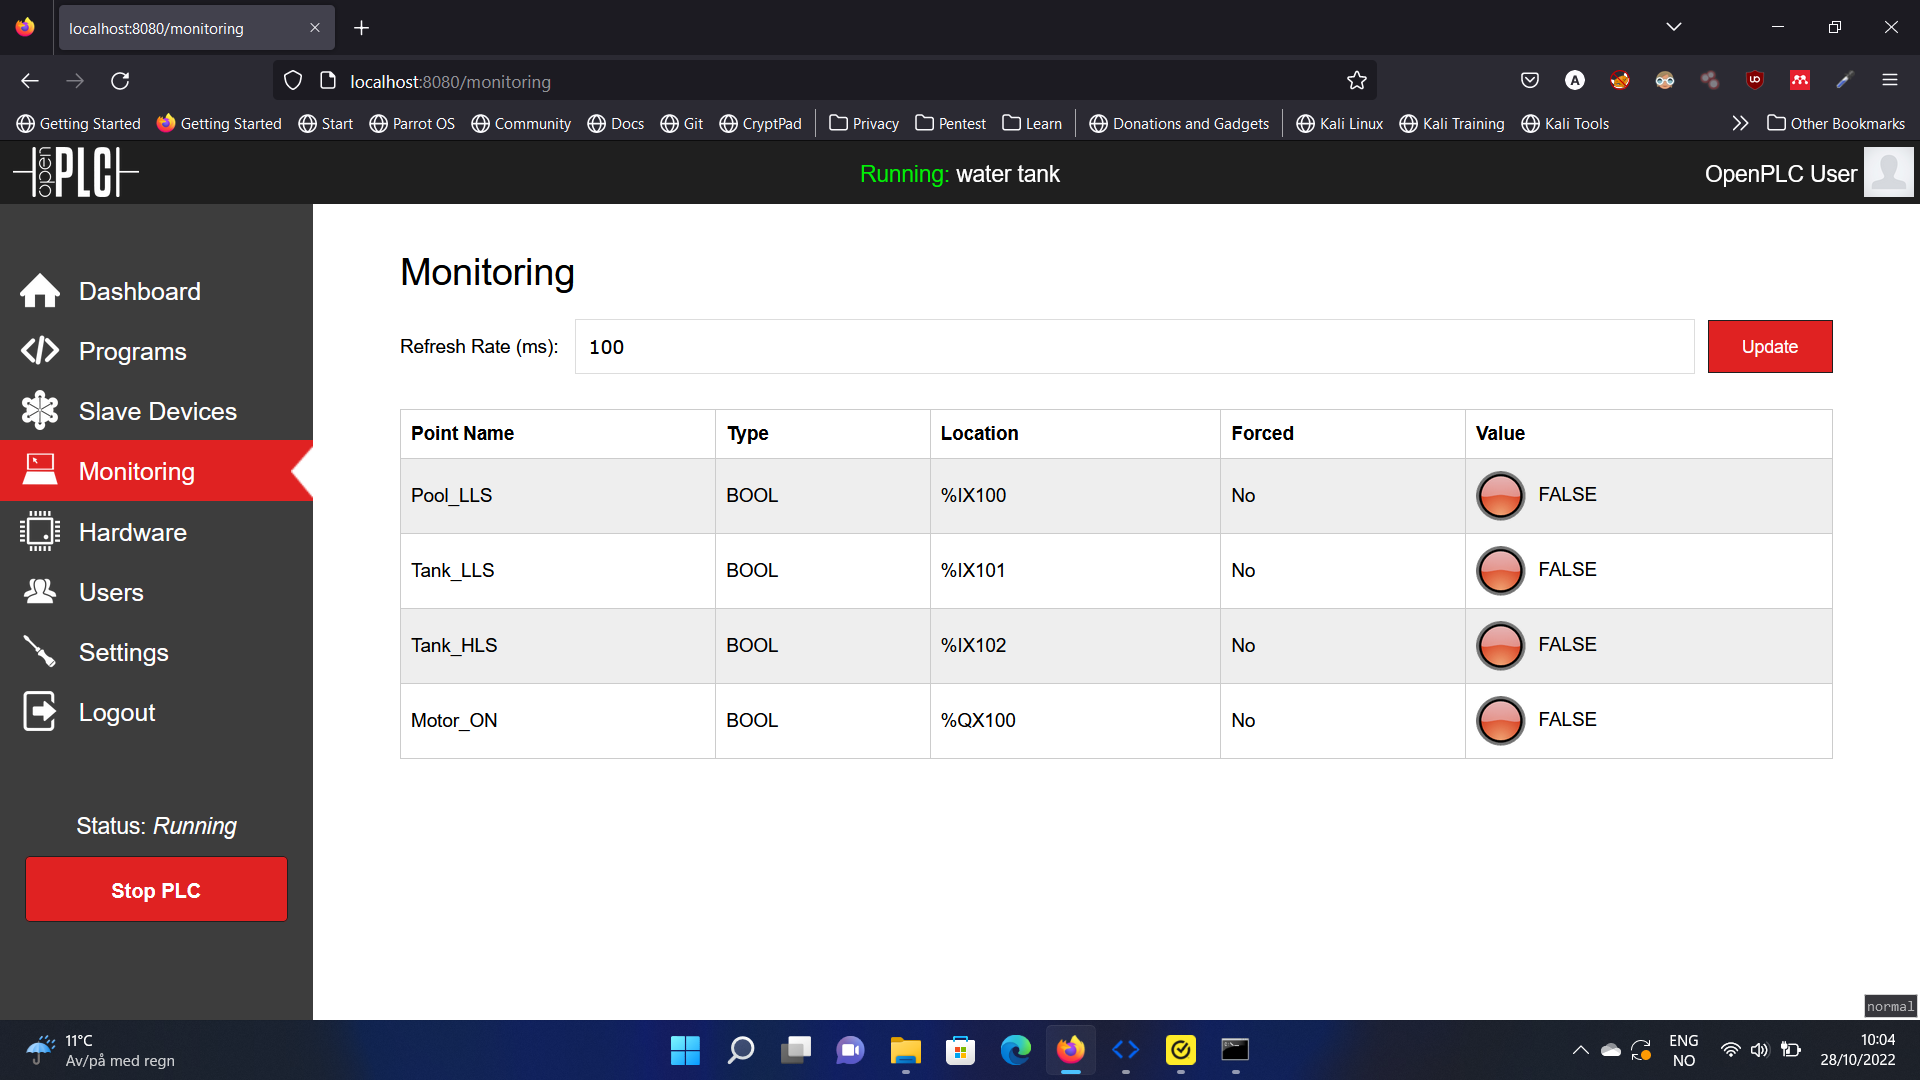 localhost:8080/monitoring
localhost:8080/monitoring
Getting Started Getting Started Start Parrot OS Community Docs Git CryptPad Privacy Pentest Learn Donations and Gadgets Kali Linux Kali Training Kali Tools Other Bookmarks
open PLC Running: water tank OpenPLC User
Dashboard
Programs
Slave Devices
Monitoring
Hardware
Users
Settings
Logout
Status: Running
Stop PLC
Monitoring
Refresh Rate (ms): 100 Update
Point Name Type Location Forced Value
Pool_LLS BOOL %IX100 No FALSE
Tank_LLS BOOL %IX101 No FALSE
Tank_HLS BOOL %IX102 No FALSE
Motor_ON BOOL %QX100 No FALSE
normal
11°C
Av/på med regn
ENG
NO
10:04
28/10/2022